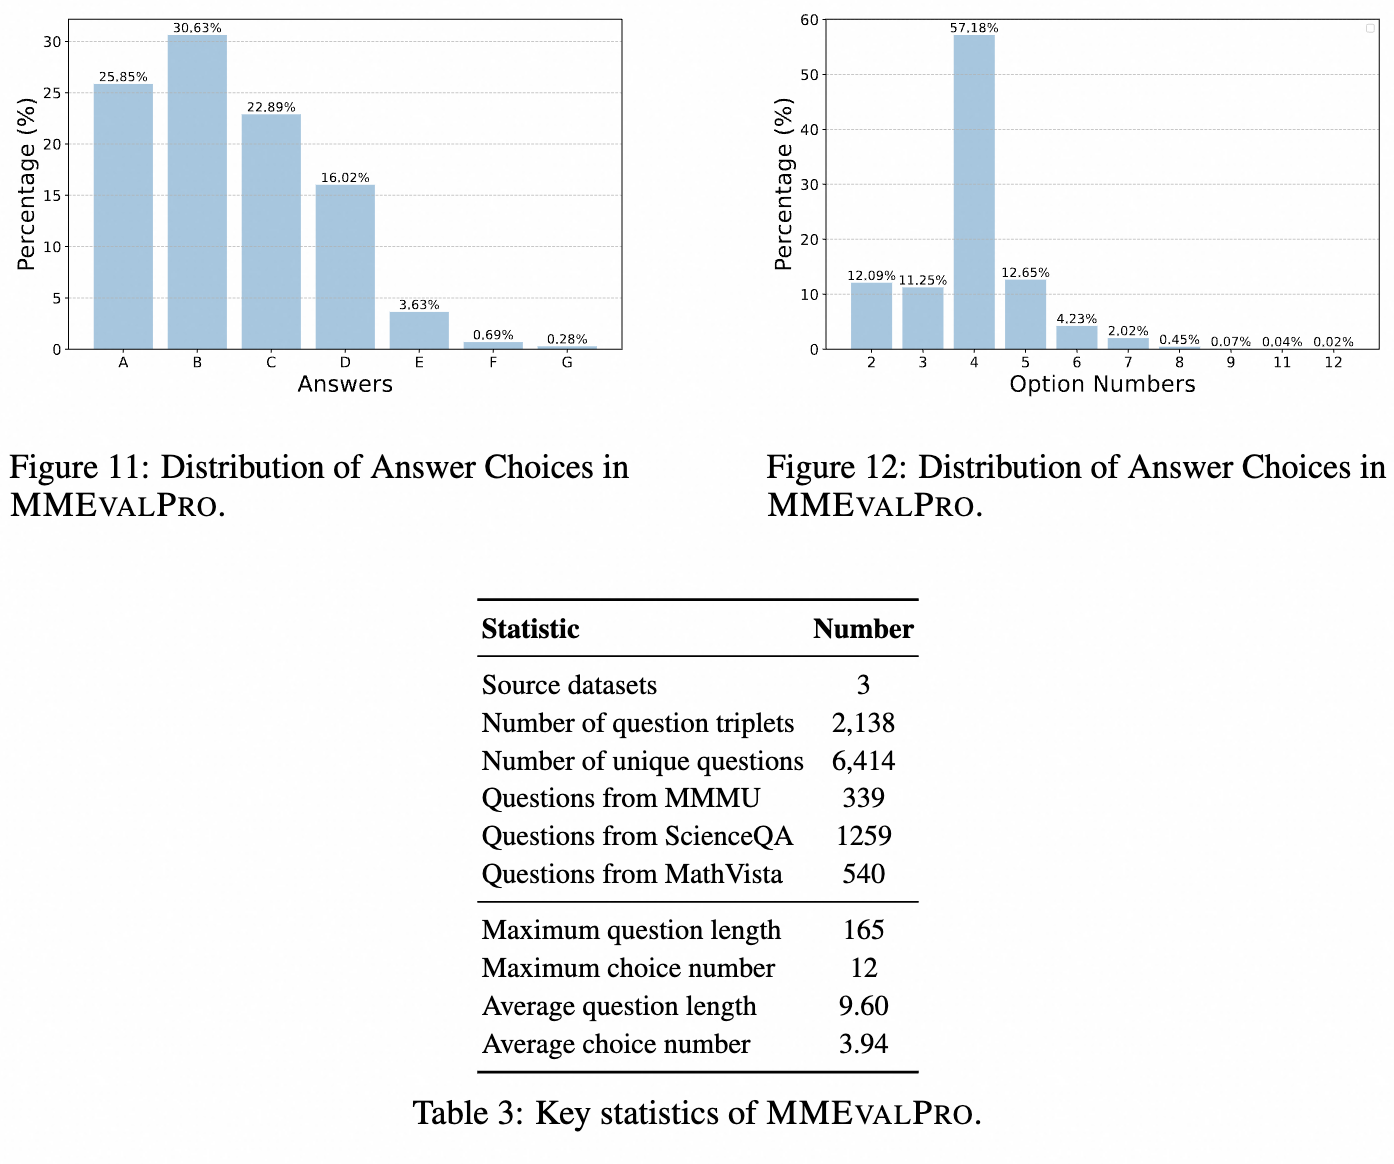 30.63%
25.85%
22.89%
16.02%
3.63%
0.69%
0.28%
30
25
20
15
10
5
0
Percentage (%)
A B C D E F G
Answers
57.18%
12.09% 11.25% 12.65%
4.23%
2.02%
0.45% 0.07% 0.04% 0.02%
60
50
40
30
20
10
0
Percentage (%)
2 3 4 5 6 7 8 9 11 12
Option Numbers
Figure 11: Distribution of Answer Choices in
MMEVALPRO.
Figure 12: Distribution of Answer Choices in
MMEVALPRO.
Statistic Number
Source datasets 3
Number of question triplets 2,138
Number of unique questions 6,414
Questions from MMMU 339
Questions from ScienceQA 1259
Questions from MathVista 540
Maximum question length 165
Maximum choice number 12
Average question length 9.60
Average choice number 3.94
Table 3: Key statistics of MMEVALPRO.